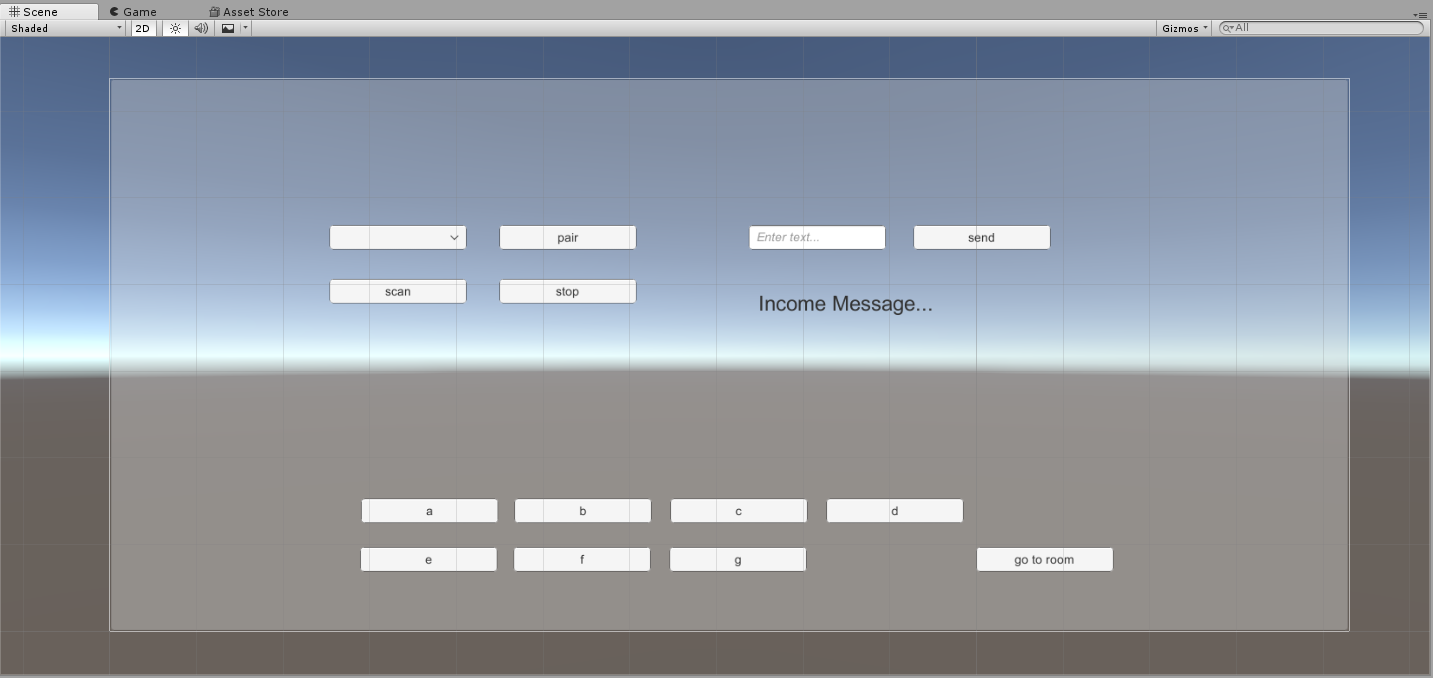 Scene Game Asset Store
Shaded 2D Gizmos All
pair Enter text... send
scan stop
Income Message...
a b c d
e f g go to room